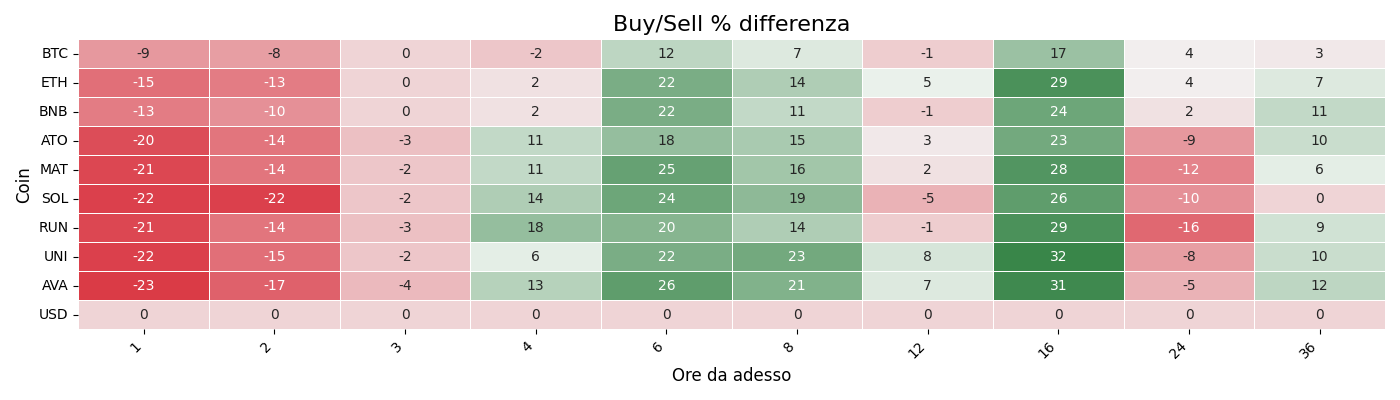 Buy/Sell % differenza
Coin
BTC -9 -8 0 -2 12 7 -1 17 4 3
ETH -15 -13 0 2 22 14 5 29 4 7
BNB -13 -10 0 2 22 11 -1 24 2 11
ATO -20 -14 -3 11 18 15 3 23 -9 10
MAT -21 -14 -2 11 25 16 2 28 -12 6
SOL -22 -22 -2 14 24 19 -5 26 -10 0
RUN -21 -14 -3 18 20 14 -1 29 -16 9
UNI -22 -15 -2 6 22 23 8 32 -8 10
AVA -23 -17 -4 13 26 21 7 31 -5 12
USD 0 0 0 0 0 0 0 0 0 0
1 2 3 4 6 8 12 16 24 36
Ore da adesso